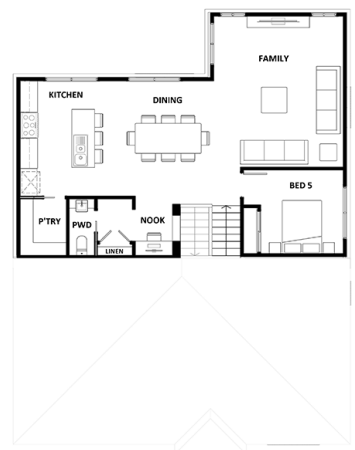 FAMILY
KITCHEN
DINING
BED 5
P'TRY
PWD
NOOK
LINEN